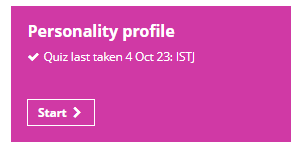 Personality profile
Quiz last taken 4 Oct 23: ISTJ
Start